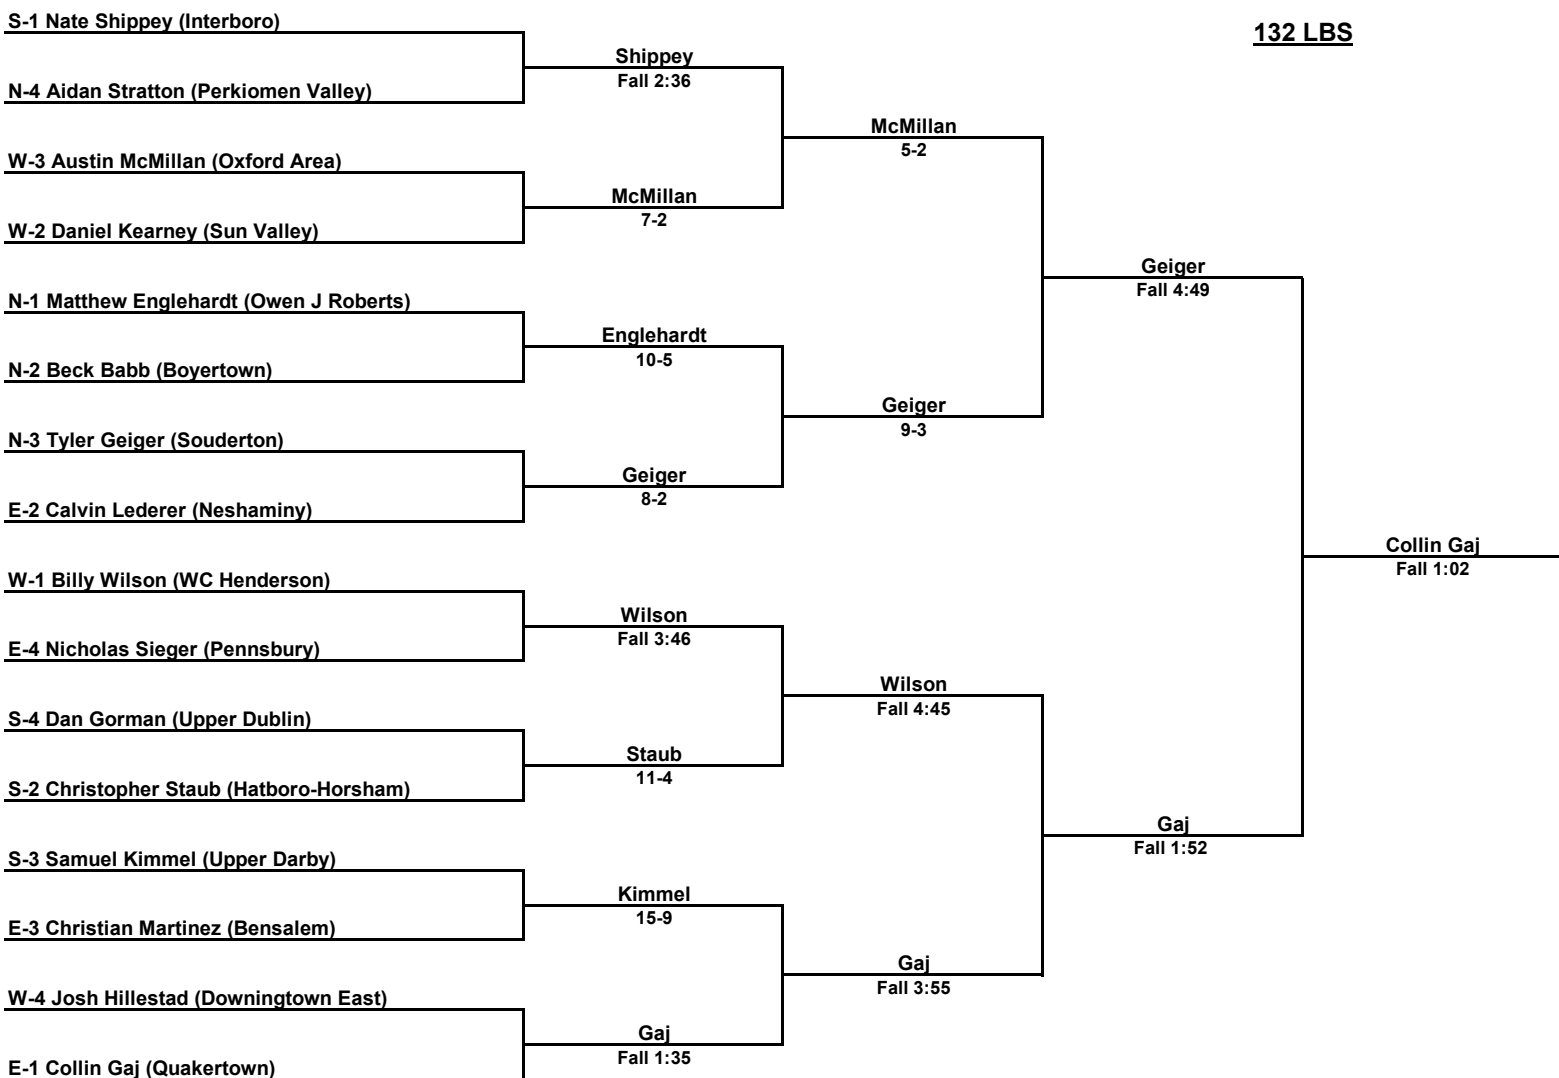 S-1 Nate Shippey (Interboro)
132 LBS
Shippey
Fall 2:36
N-4 Aidan Stratton (Perkiomen Valley)
McMillan
5-2
W-3 Austin McMillan (Oxford Area)
McMillan
7-2
W-2 Daniel Kearney (Sun Valley)
Geiger
Fall 4:49
N-1 Matthew Englehardt (Owen J Roberts)
Englehardt
10-5
N-2 Beck Babb (Boyertown)
Geiger
9-3
N-3 Tyler Geiger (Souderton)
Geiger
8-2
E-2 Calvin Lederer (Neshaminy)
Collin Gaj
Fall 1:02
W-1 Billy Wilson (WC Henderson)
Wilson
Fall 3:46
E-4 Nicholas Sieger (Pennsbury)
Wilson
Fall 4:45
S-4 Dan Gorman (Upper Dublin)
Staub
11-4
S-2 Christopher Staub (Hatboro-Horsham)
Gaj
Fall 1:52
S-3 Samuel Kimmel (Upper Darby)
Kimmel
15-9
E-3 Christian Martinez (Bensalem)
Gaj
Fall 3:55
W-4 Josh Hillestad (Downingtown East)
Gaj
Fall 1:35
E-1 Collin Gaj (Quakertown)